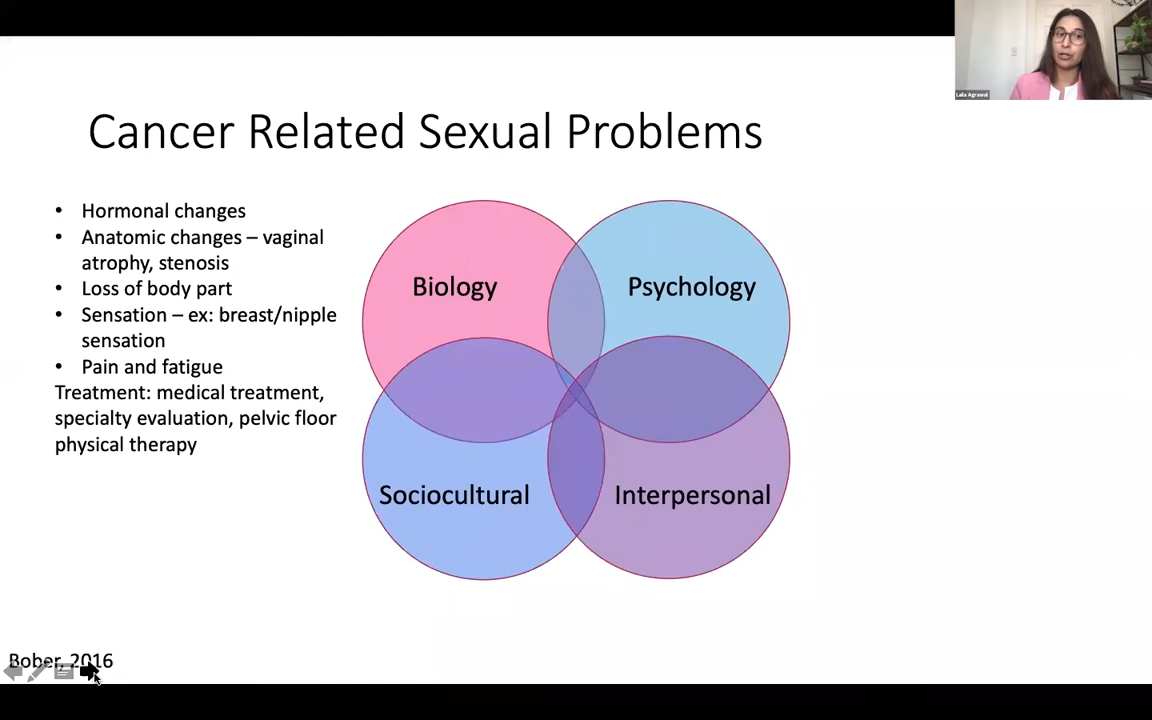 Laila Agrawal
Cancer Related Sexual Problems
• Hormonal changes
• Anatomic changes – vaginal
atrophy, stenosis
• Loss of body part
• Sensation – ex: breast/nipple
sensation
• Pain and fatigue
Treatment: medical treatment,
specialty evaluation, pelvic floor
physical therapy
Biology
Psychology
Sociocultural
Interpersonal
Bober, 2016